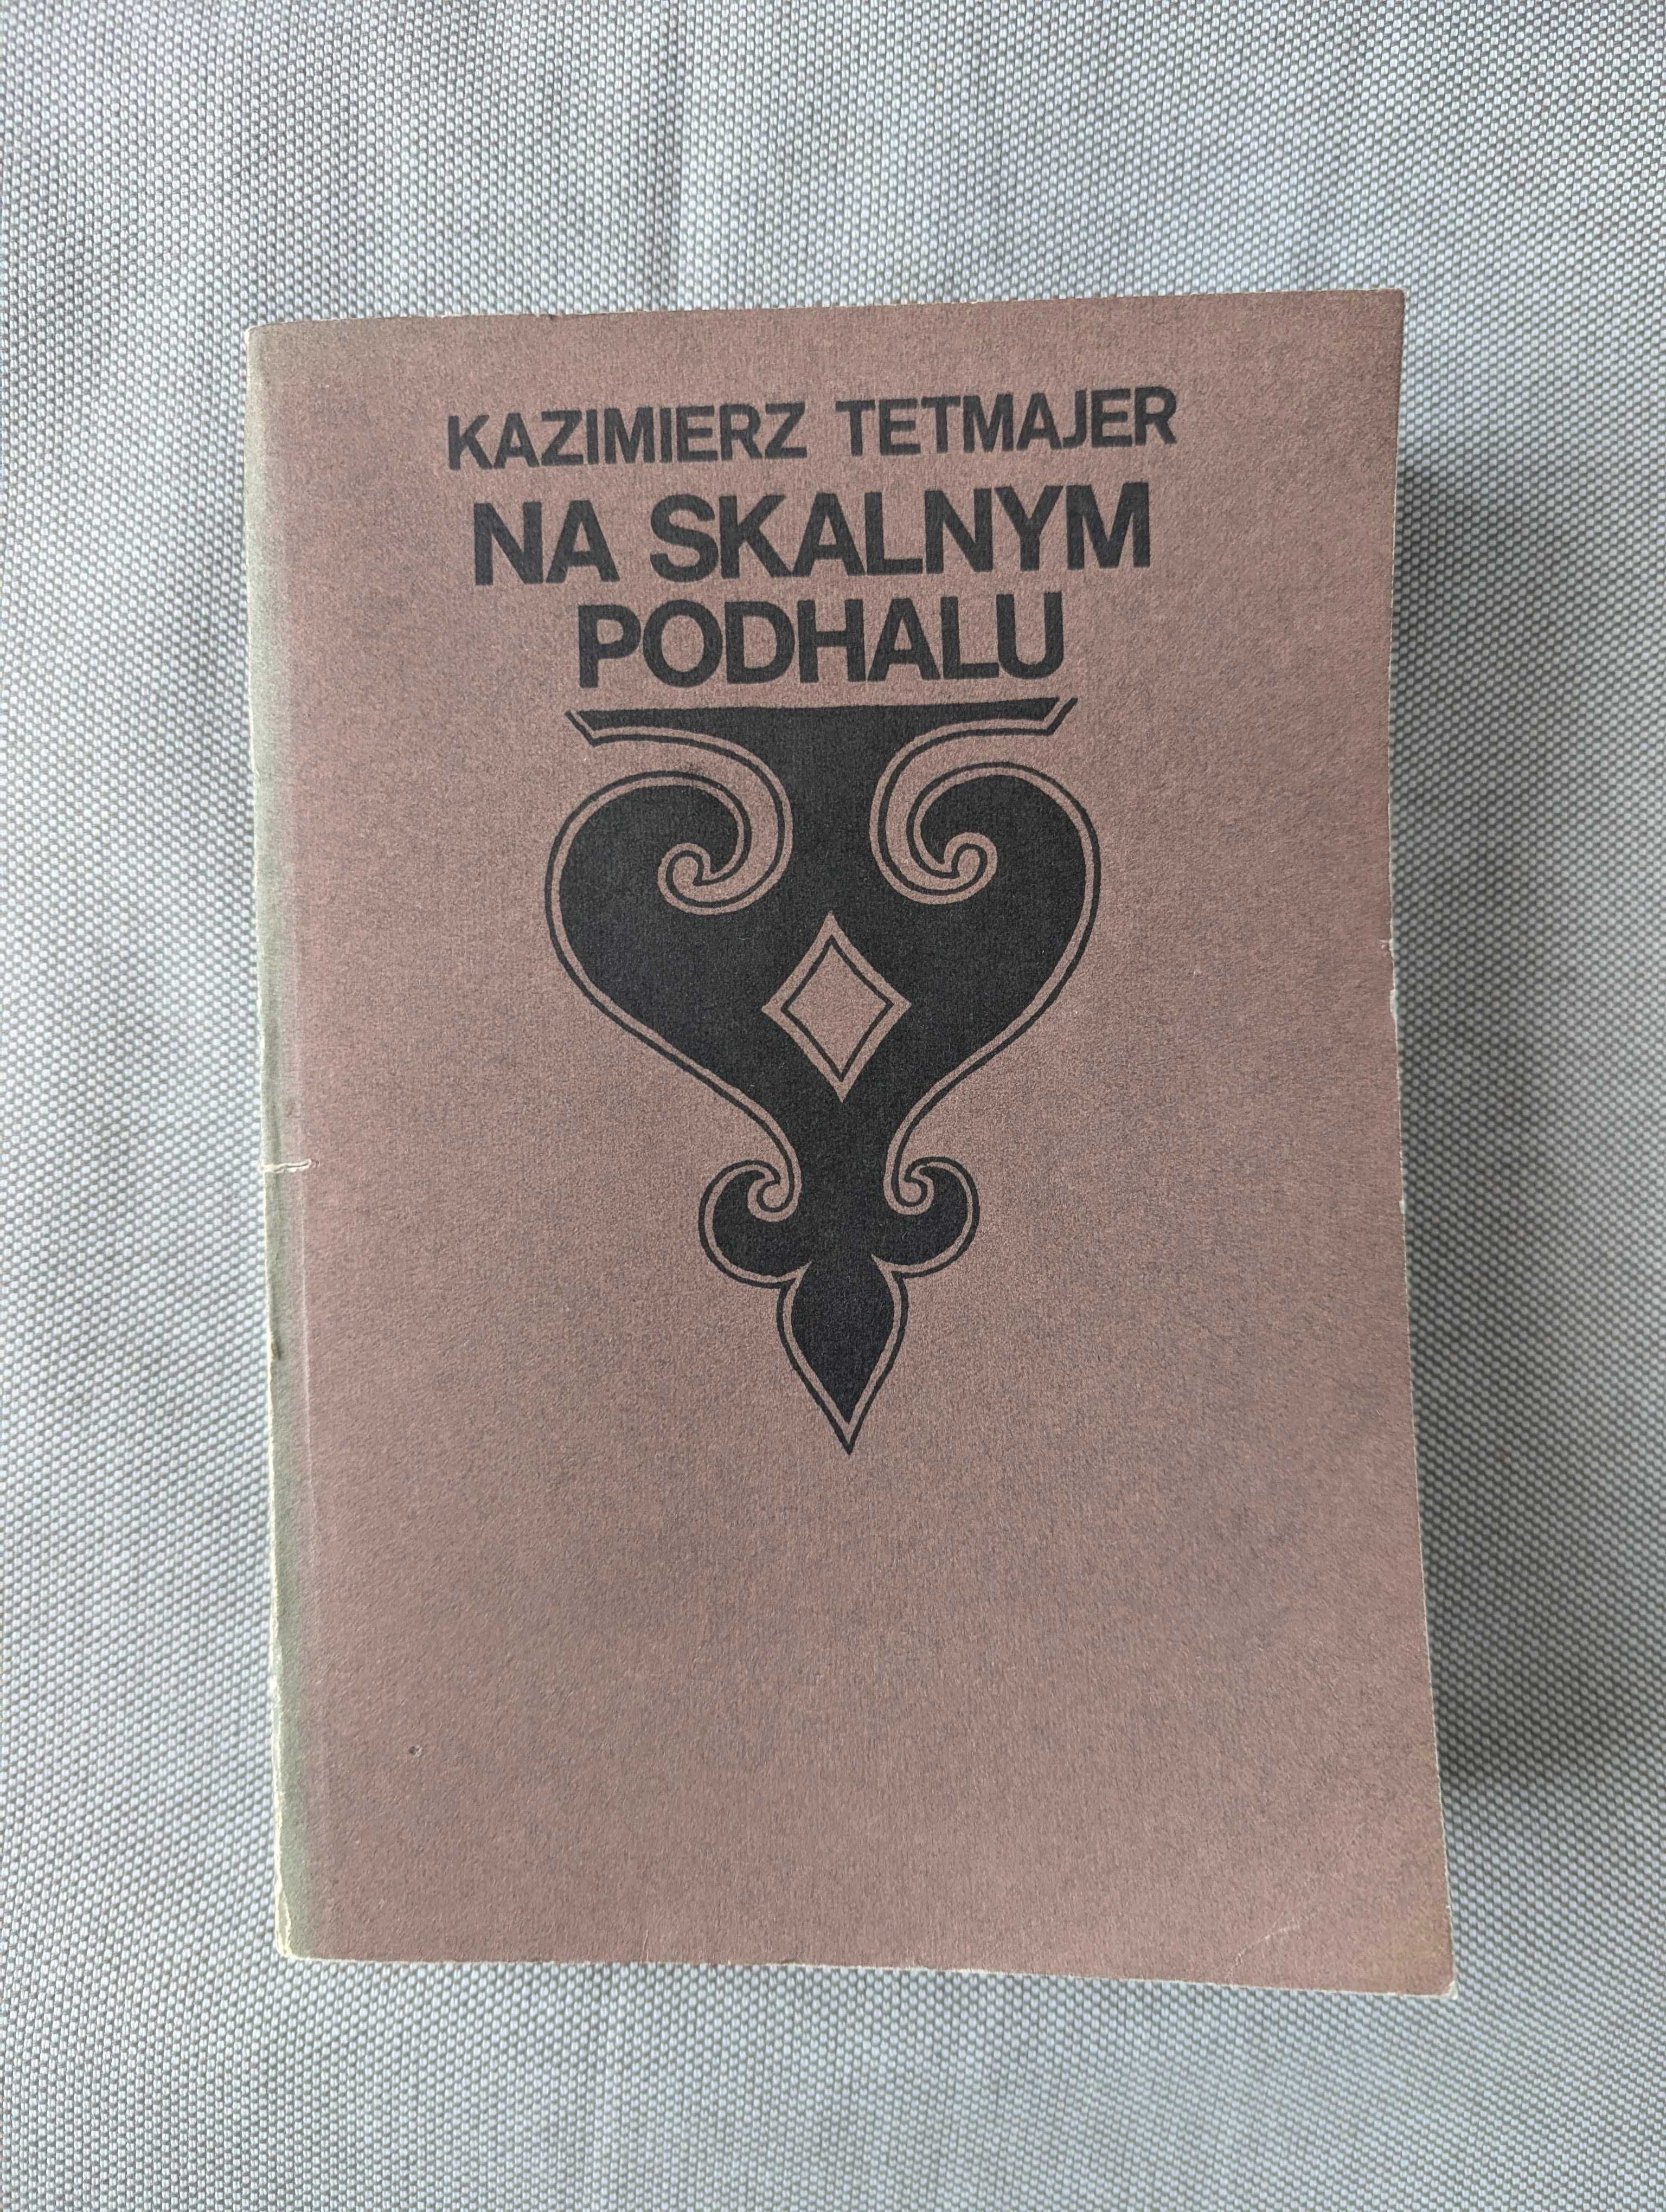 KAZIMIERZ TETMAJER
NA SKALNYM
PODHALU